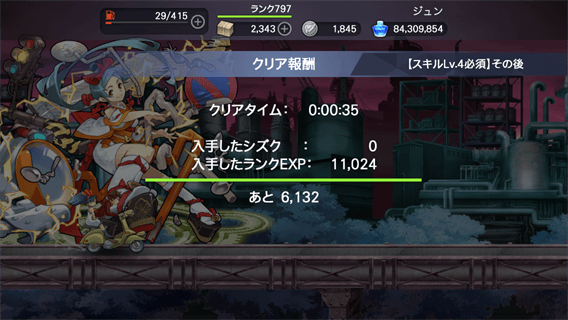 29/415
ランク797
2,343
1,845
ジュン
84,309,854
クリア報酬
【スキルLv.4必須】その後
クリアタイム： 0:00:35
入手したシズク ： 0
入手したランクEXP： 11,024
あと 6,132